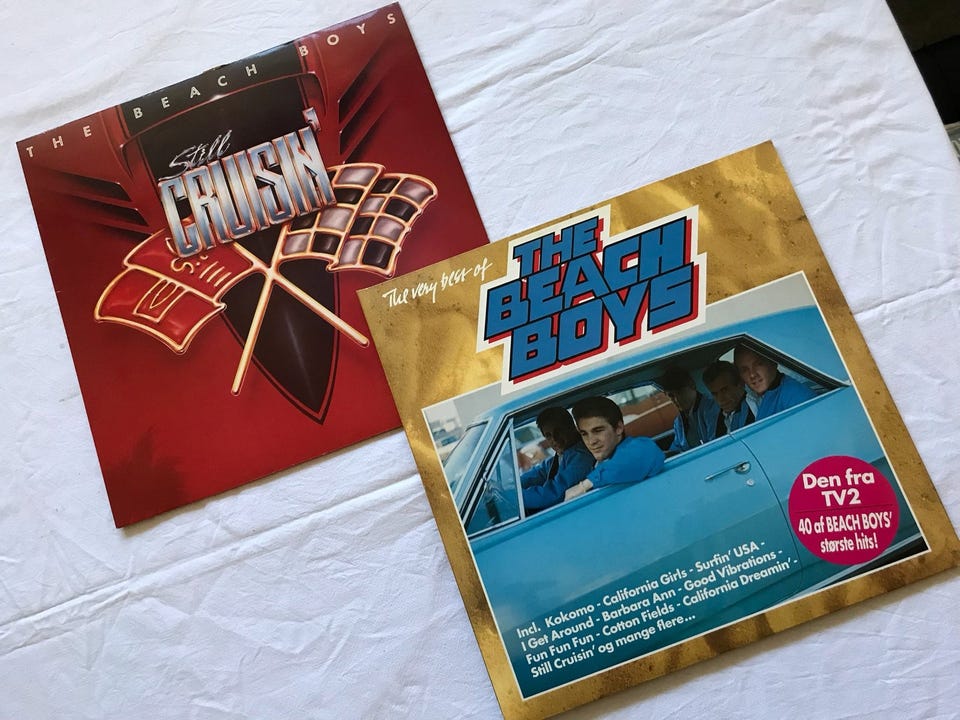 THE BEACH BOYS
Still
CRUISIN'
The very best of
THE
BEACH
BOYS
Den fra
TV2
40 af BEACH BOYS'
største hits!
Incl. Kokomo - California Girls - Surfin' USA -
I Get Around - Barbara Ann - Good Vibrations -
Fun Fun Fun - Cotton Fields - California Dreamin' -
Still Cruisin' og mange flere...